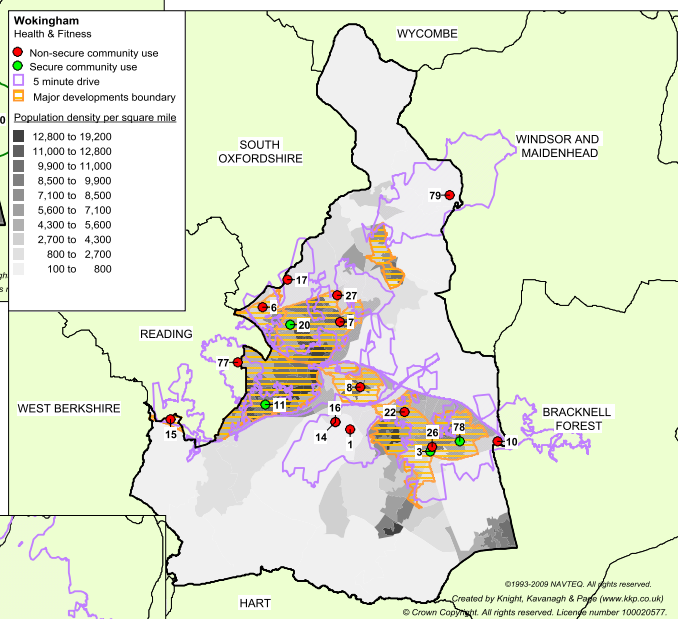 Wokingham
Health & Fitness
Non-secure community use
Secure community use
5 minute drive
Major developments boundary
Population density per square mile
12,800 to 19,200
11,000 to 12,800
9,900 to 11,000
8,500 to 9,900
7,100 to 8,500
5,600 to 7,100
4,300 to 5,600
2,700 to 4,300
800 to 2,700
100 to 800
WYCOMBE
SOUTH
OXFORDSHIRE
WINDSOR AND
MAIDENHEAD
79
17
27
6
20
7
READING
77
8
WEST BERKSHIRE
11
16
22
BRACKNELL
FOREST
15
14
1
26
78
3
10
HART
©1993-2009 NAVTEQ. All rights reserved.
Created by Knight, Kavanagh & Page (www.kkp.co.uk)
© Crown Copyright. All rights reserved. License number 100020577.